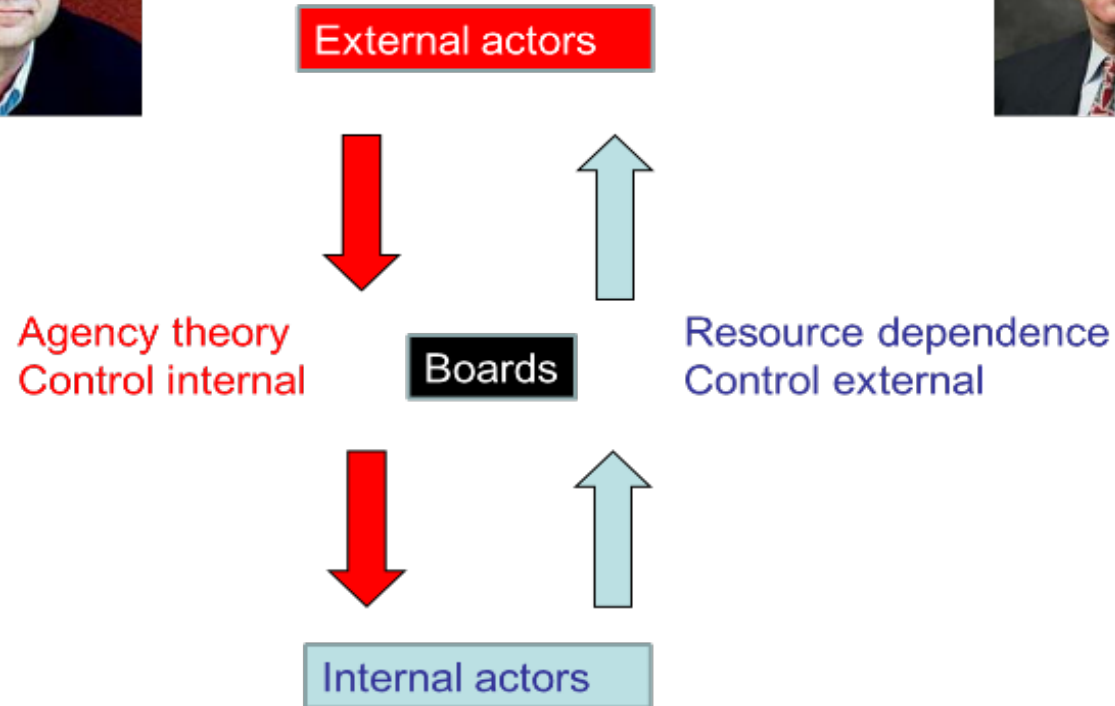 External actors
Agency theory
Control internal
Boards
Resource dependence
Control external
Internal actors